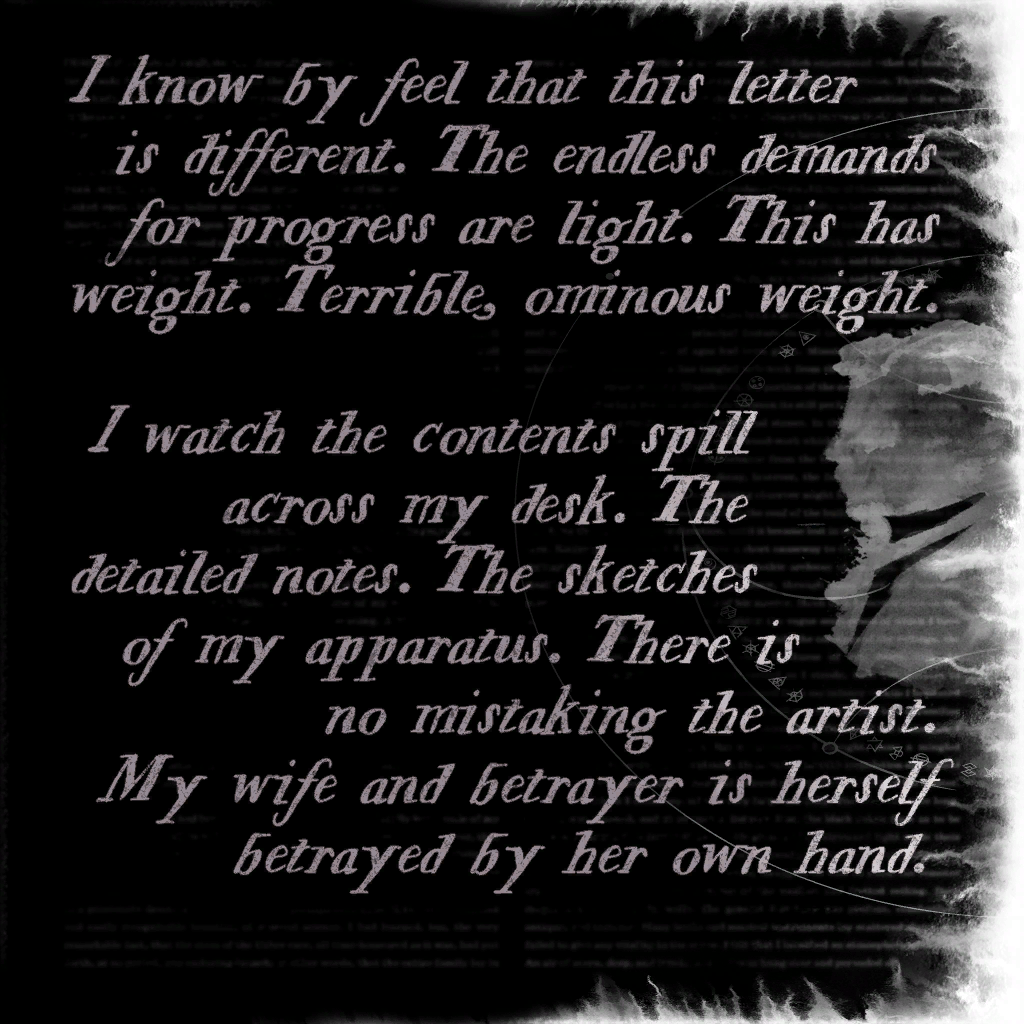 I know by feel that this letter
is different. The endless demands
for progress are light. This has
weight. Terrible, ominous weight.
I watch the contents spill
across my desk. The
detailed notes. The sketches
of my apparatus. There is
no mistaking the artist.
My wife and betrayer is herself
betrayed by her own hand.